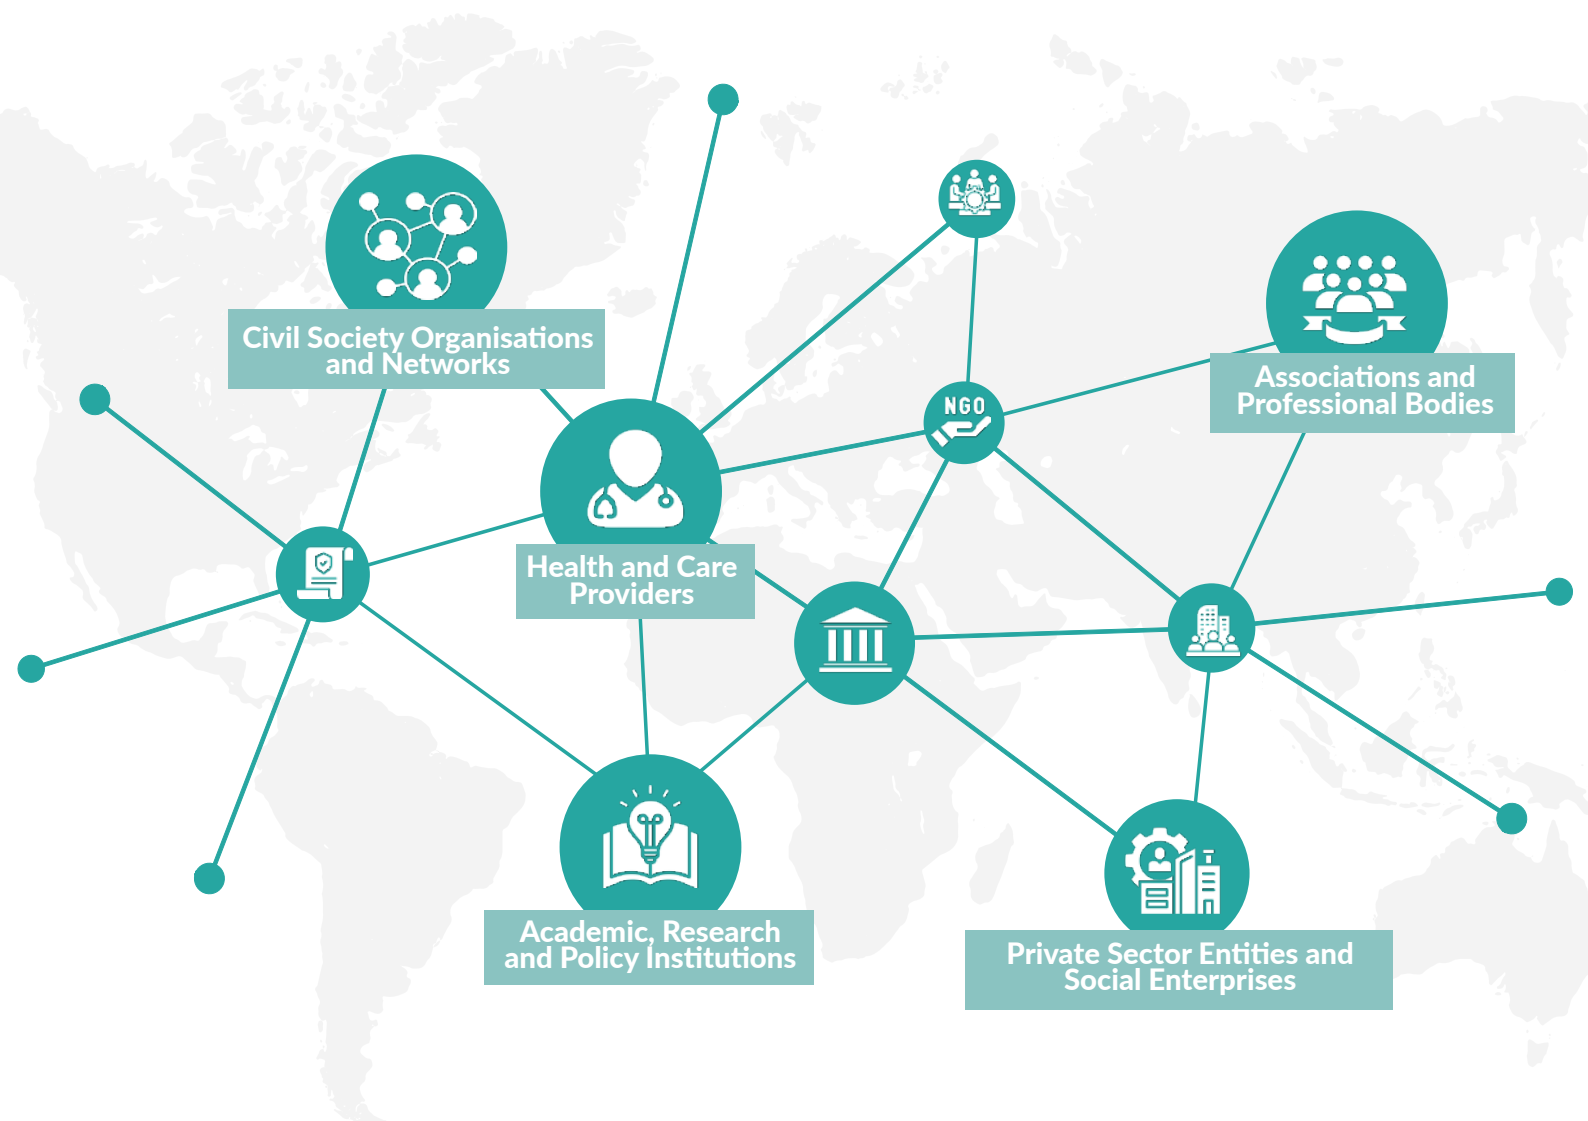 Civil Society Organisations
and Networks
Associations and
Professional Bodies
NGO
Health and Care
Providers
Academic, Research
and Policy Institutions
Private Sector Entities and
Social Enterprises